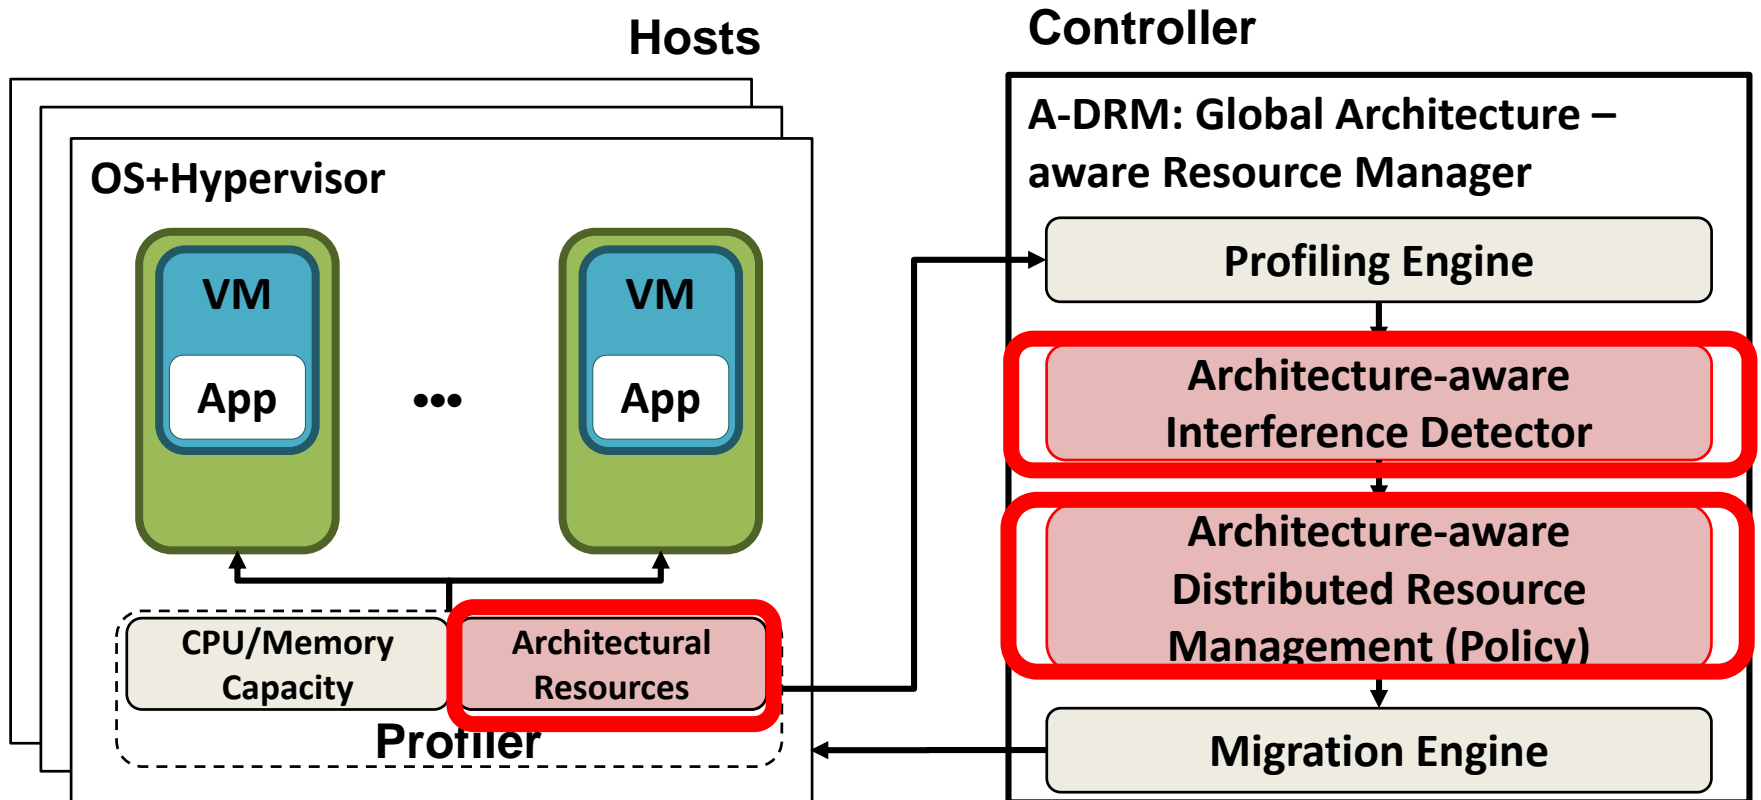 Hosts
OS+Hypervisor
VM
App
•••
VM
App
CPU/Memory
Capacity
Architectural
Resources
Profiler
Controller
A-DRM: Global Architecture –
aware Resource Manager
Profiling Engine
Architecture-aware
Interference Detector
Architecture-aware
Distributed Resource
Management (Policy)
Migration Engine